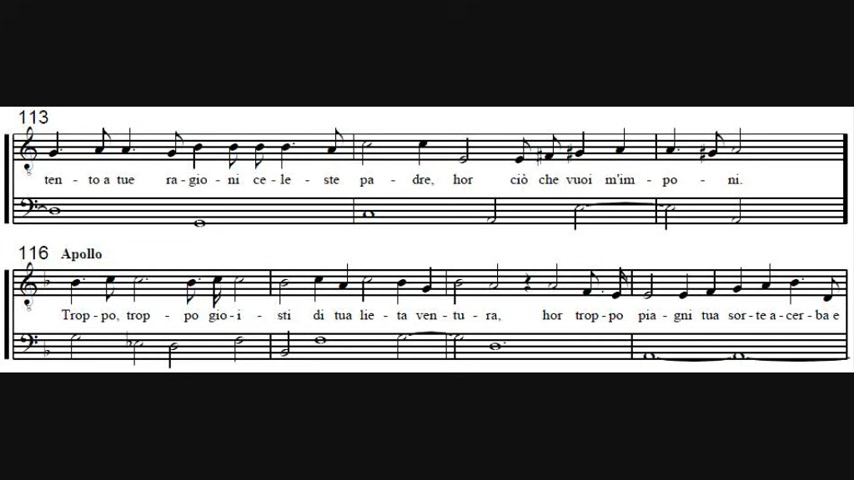 113
ten - to a tue ra - gio - ni ce - le - ste pa - dre, hor ciò che vuoi m'im - po - ni.
116 Apollo
Trop - po, trop - po gio - i - sti di tua lie - ta ven - tu - ra, hor trop - po pia - gni tua sor - te a - cer - ba e